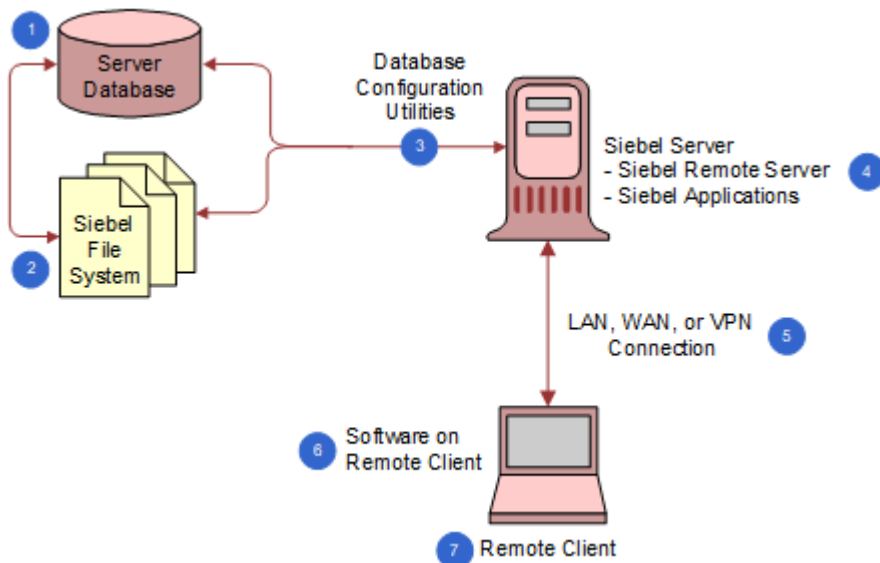 1
Server
Database
2
Siebel
File
System
Database
Configuration
Utilities
3
Siebel Server
- Siebel Remote Server
- Siebel Applications
4
LAN, WAN, or VPN
Connection
5
6
Software on
Remote Client
7
Remote Client